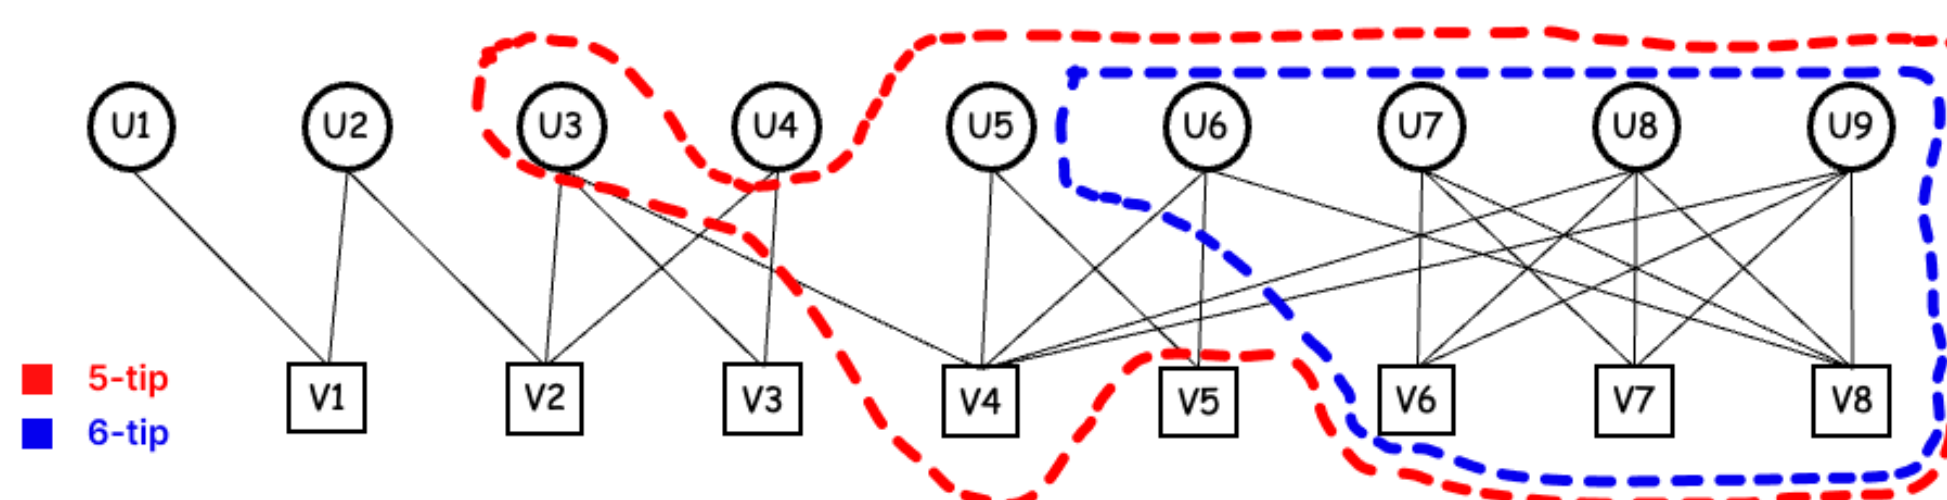 U1 U2 U3 U4 U5 U6 U7 U8 U9
5-tip
6-tip
V1 V2 V3 V4 V5 V6 V7 V8